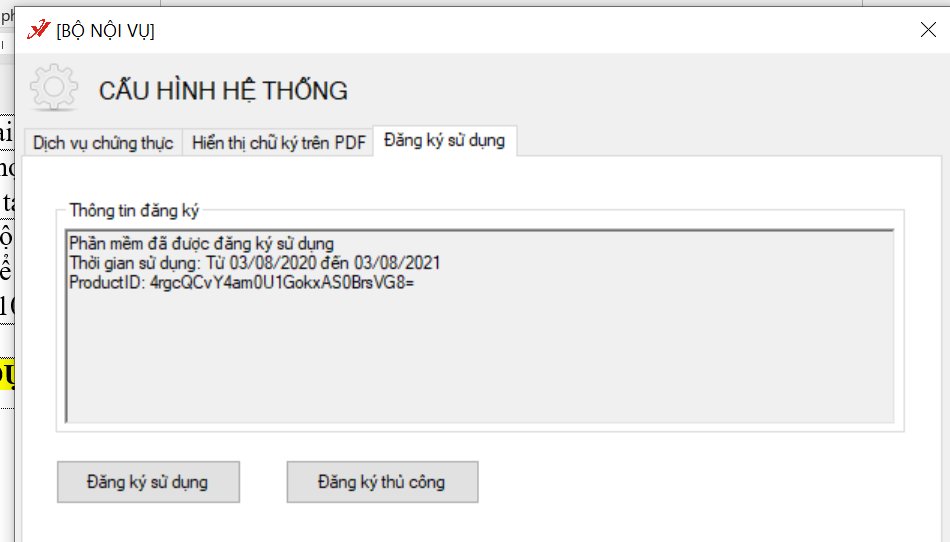 [BỘ NỘI VỤ]
CẤU HÌNH HỆ THỐNG
Dịch vụ chứng thực
Hiển thị chữ ký trên PDF
Đăng ký sử dụng
Thông tin đăng ký
Phần mềm đã được đăng ký sử dụng
Thời gian sử dụng: Từ 03/08/2020 đến 03/08/2021
ProductID: 4rgcQCvY4am0U1GokxAS0BrsVG8=
Đăng ký sử dụng
Đăng ký thủ công